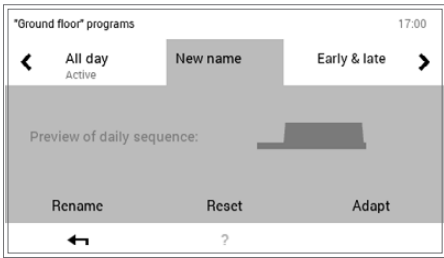 "Ground floor" programs 17:00
All day New name Early & late
Active
Preview of daily sequence:
Rename Reset Adapt
?